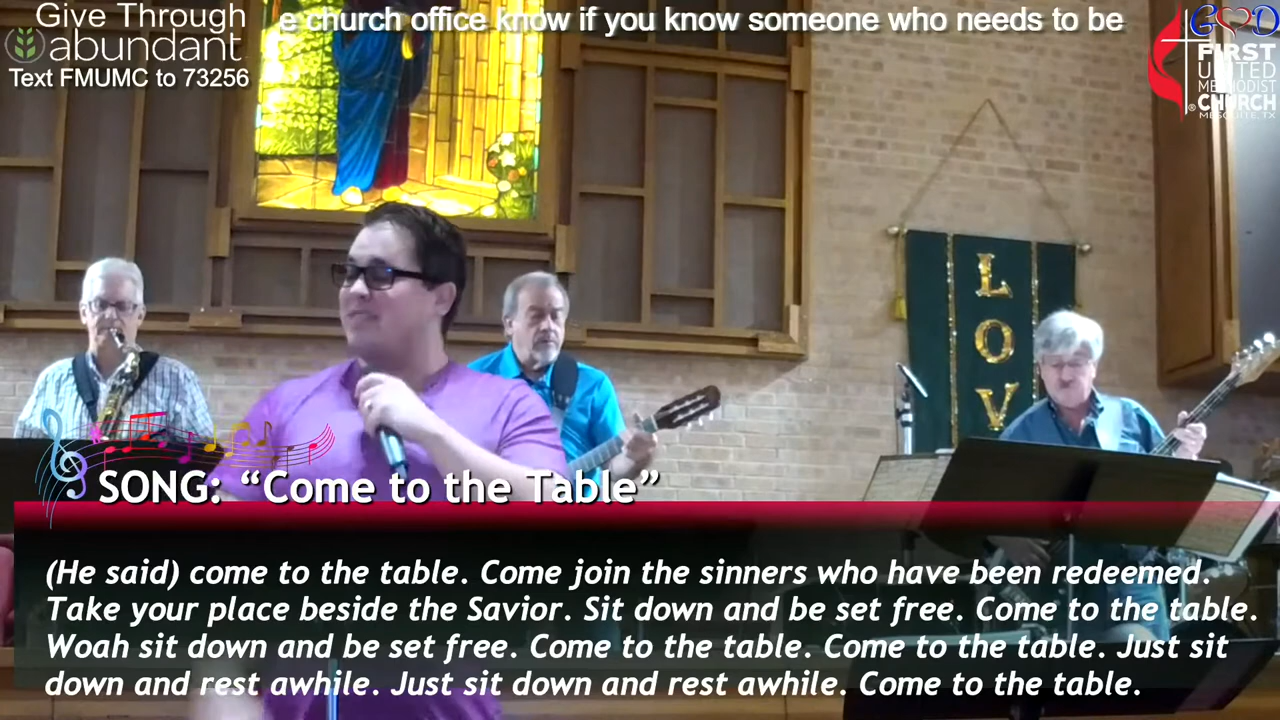 Give Through
abundant
Text FMUMC to 73256
e church office know if you know someone who needs to be
GOD
FIRST
UNITED
METHODIST
®CHURCH
MESQUITE, TX
LOV
SONG: “Come to the Table”
(He said) come to the table. Come join the sinners who have been redeemed.
Take your place beside the Savior. Sit down and be set free. Come to the table.
Woah sit down and be set free. Come to the table. Come to the table. Just sit
down and rest awhile. Just sit down and rest awhile. Come to the table.